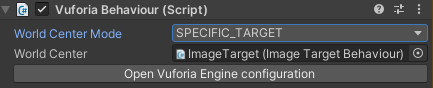 Vuforia Behaviour (Script)
World Center Mode SPECIFIC_TARGET
World Center ImageTarget (Image Target Behaviour)
Open Vuforia Engine configuration